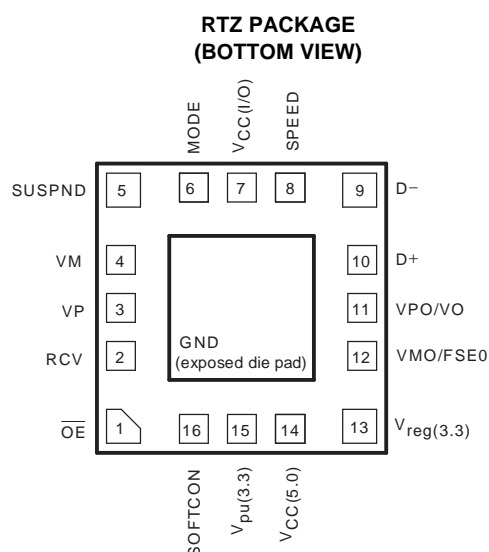 RTZ PACKAGE
(BOTTOM VIEW)
MODE
VCC(I/O)
SPEED
SUSPND
5
6
7
8
9
D−
VM
4
10
D+
VP
3
11
VPO/VO
RCV
2
GND
(exposed die pad)
12
VMO/FSE0
OE
1
16
15
14
13
Vreg(3.3)
SOFTCON
Vpu(3.3)
VCC(5.0)